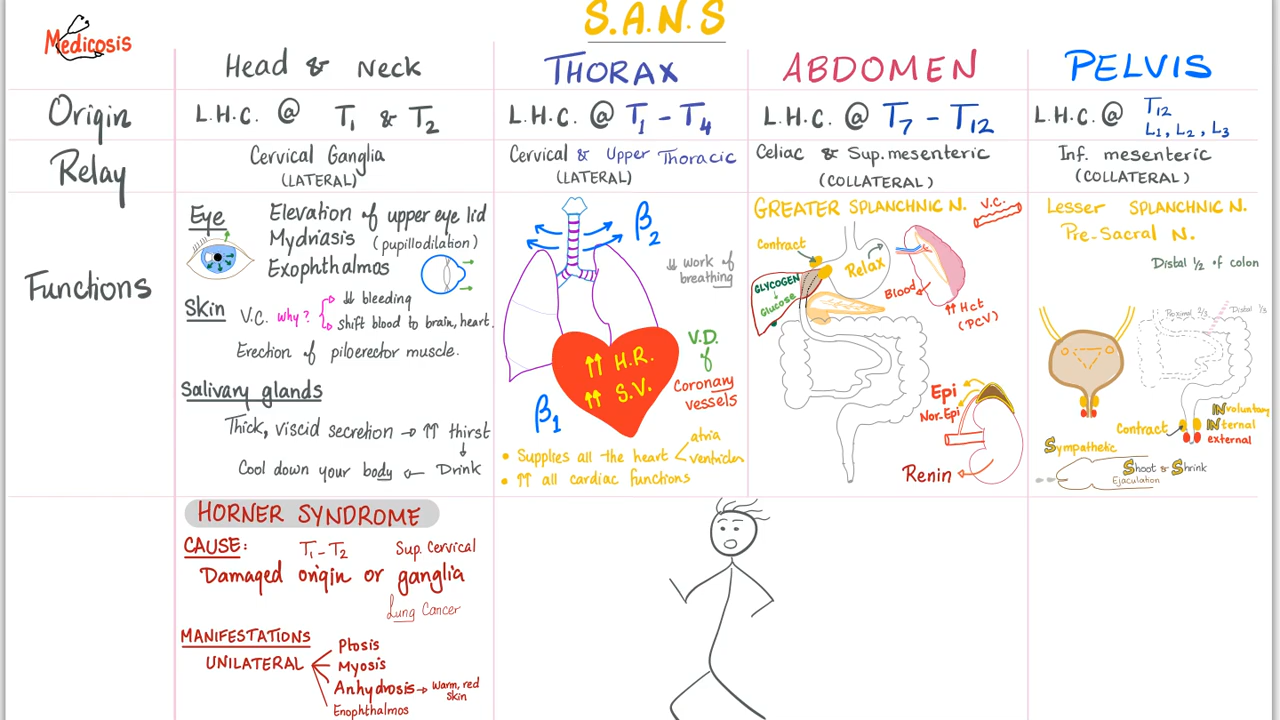 S.A.N.S
Medicosis
Head & Neck
THORAX
ABDOMEN
PELVIS
Origin
L.H.C. @ T1 & T2
L.H.C. @ T1 - T4
L.H.C. @ T7 - T12
L.H.C. @ T12
L1, L2, L3
Relay
Cervical Ganglia
(LATERAL)
Cervical & Upper Thoracic
(LATERAL)
Celiac & Sup. mesenteric
(COLLATERAL)
Inf. mesenteric
(COLLATERAL)
Functions
Eye
Elevation of upper eye lid
Mydriasis (pupillodilation)
Exophthalmos
Skin
V.C. Why?
↓↓ bleeding
shift blood to brain, heart.
Erection of piloerector muscle.
Salivary glands
Thick, viscid secretion → ↑↑ thirst
↓
Cool down your body ← Drink
β2
↓↓ work of
breathing
V.D.
of
Coronary
vessels
↑↑ H.R.
↑↑ S.V.
β1
• Supplies all the heart < atria
ventricles
• ↑↑ all cardiac functions
GREATER SPLANCHNIC N.
V.C.
Contract
Relax
GLYCOGEN
Glucose
Blood
↑↑ Hct
(PCV)
Epi
Nor-Epi
Renin
Lesser SPLANCHNIC N.
Pre-Sacral N.
Distal 1/2 of colon
Proximal 2/3
Distal 1/3
Contract
INvoluntary
INternal
external
Sympathetic
Shoot & Shrink
Ejaculation
HORNER SYNDROME
CAUSE: T1-T2 Sup. Cervical
Damaged origin or ganglia
Lung Cancer
MANIFESTATIONS
UNILATERAL
Ptosis
Myosis
Anhydrosis → warm, red
skin
Enophthalmos